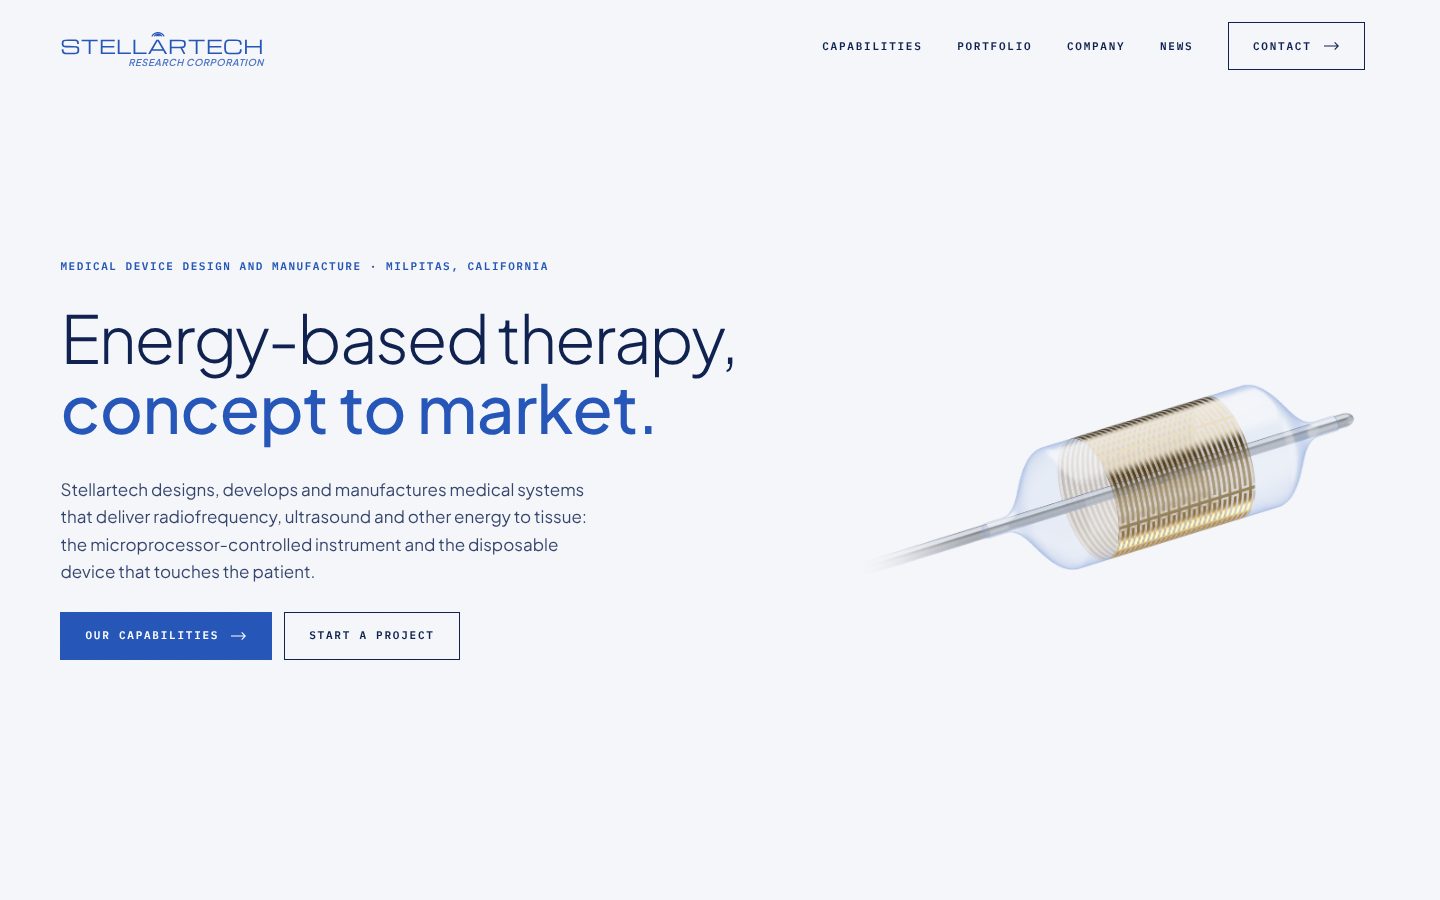 STELLARTECH
RESEARCH CORPORATION
CAPABILITIES
PORTFOLIO
COMPANY
NEWS
CONTACT →
MEDICAL DEVICE DESIGN AND MANUFACTURE · MILPITAS, CALIFORNIA
Energy-based therapy,
concept to market.
Stellartech designs, develops and manufactures medical systems
that deliver radiofrequency, ultrasound and other energy to tissue:
the microprocessor-controlled instrument and the disposable
device that touches the patient.
OUR CAPABILITIES →
START A PROJECT